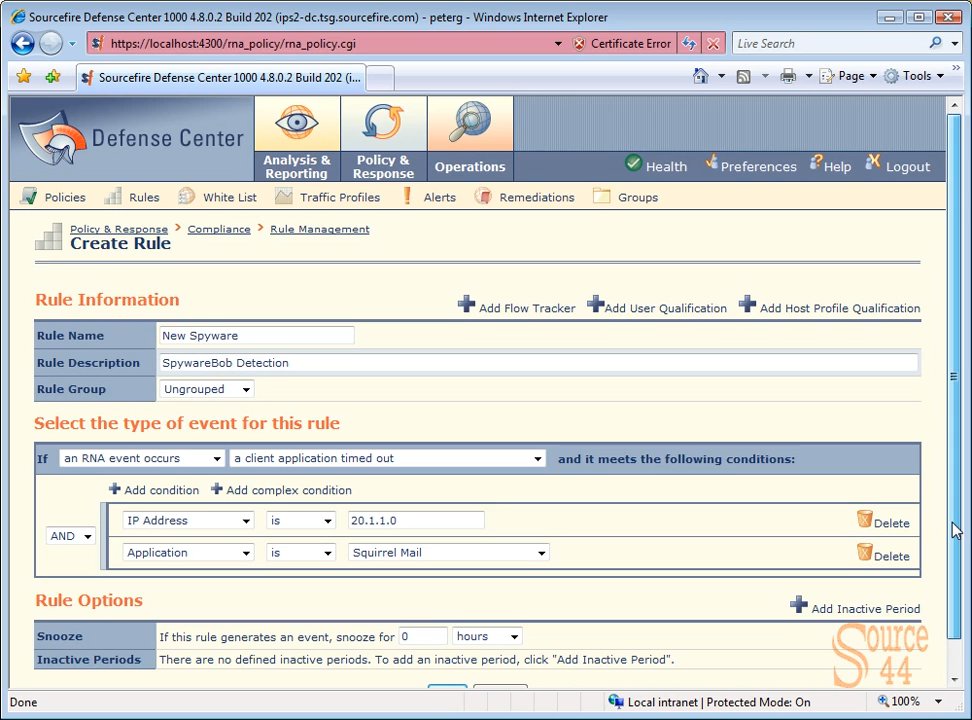 Sourcefire Defense Center 1000 4.8.0.2 Build 202 (ips2-dc.tsg.sourcefire.com) - peterg - Windows Internet Explorer
https://localhost:4300/rna_policy/rna_policy.cgi Certificate Error Live Search
Sourcefire Defense Center 1000 4.8.0.2 Build 202 (i... Page Tools
Defense Center
Analysis & Reporting
Policy & Response
Operations
Health Preferences Help Logout
Policies Rules White List Traffic Profiles Alerts Remediations Groups
Policy & Response > Compliance > Rule Management
Create Rule
Rule Information
Add Flow Tracker Add User Qualification Add Host Profile Qualification
Rule Name New Spyware
Rule Description SpywareBob Detection
Rule Group Ungrouped
Select the type of event for this rule
If an RNA event occurs a client application timed out and it meets the following conditions:
Add condition Add complex condition
IP Address is 20.1.1.0 Delete
AND
Application is Squirrel Mail Delete
Rule Options
Add Inactive Period
Snooze If this rule generates an event, snooze for 0 hours
Inactive Periods There are no defined inactive periods. To add an inactive period, click "Add Inactive Period".
Source
44
Done Local intranet | Protected Mode: On 100%